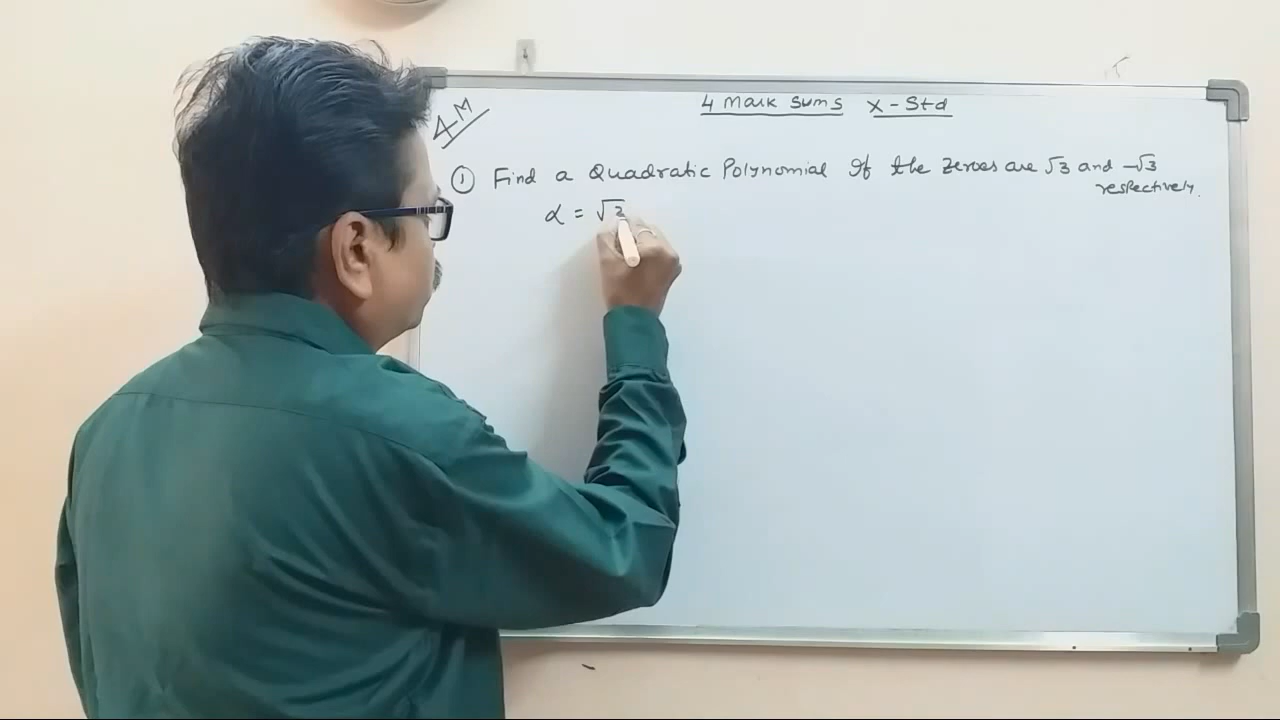 4 Mark sums X - Std
4M
① Find a Quadratic Polynomial If the zeroes are √3 and -√3
respectively.
α = √3